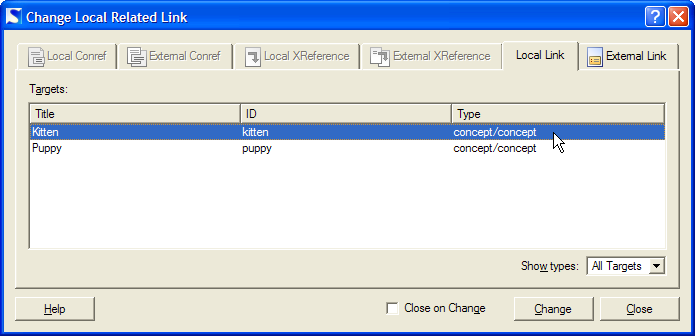 Change Local Related Link
Local Conref External Conref Local XReference External XReference Local Link External Link
Targets:
Title ID Type
Kitten kitten concept/concept
Puppy puppy concept/concept
Show types: All Targets
Help Close on Change Change Close